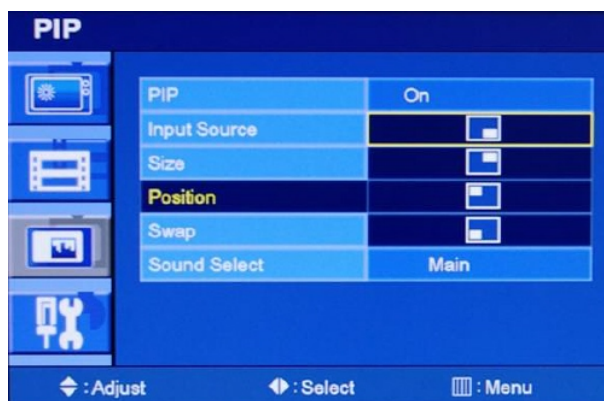 PIP
PIP On
Input Source
Size
Position
Swap
Sound Select Main
: Adjust : Select : Menu